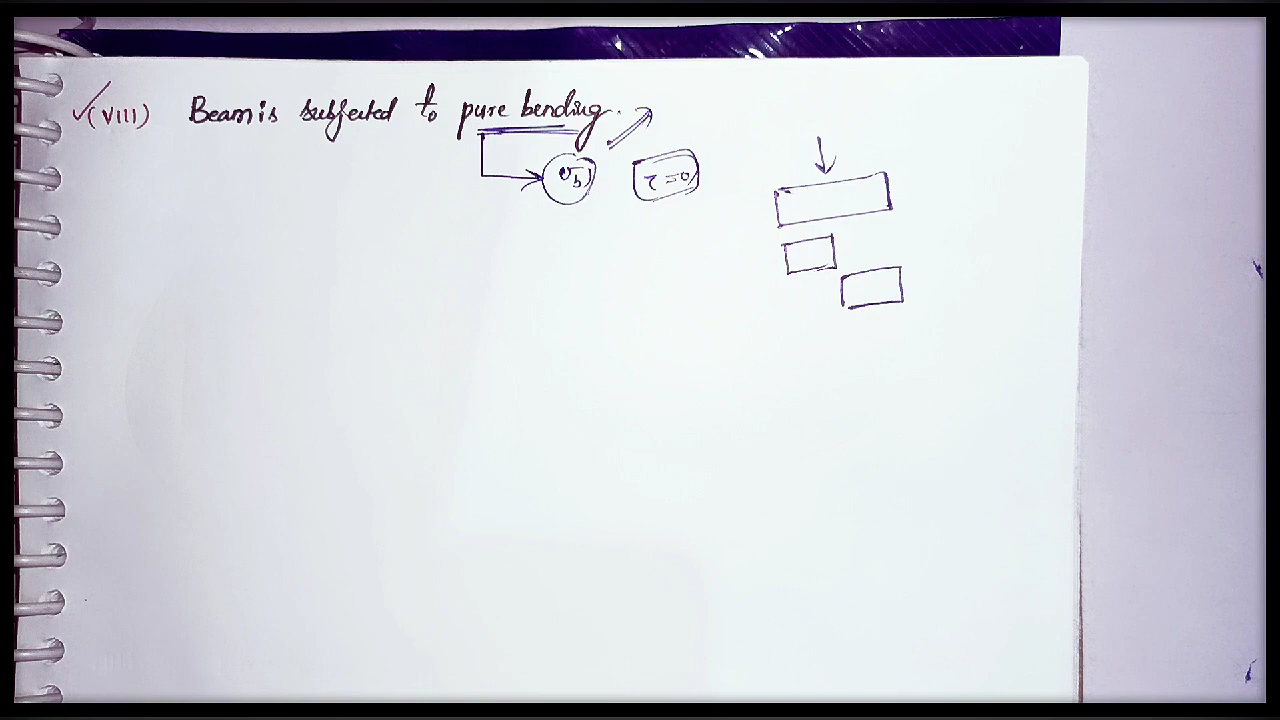 ✓(VIII) Beam is subjected to pure bending.
σb τ=0